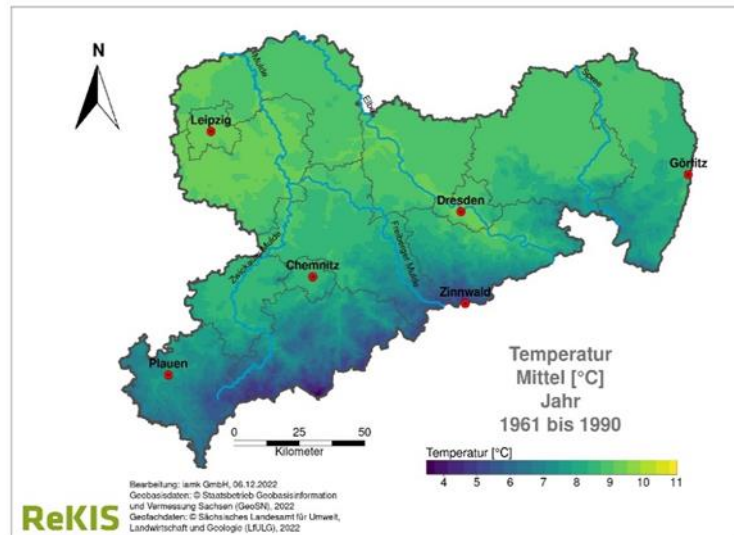 N
Mulde
Elbe
Spree
Leipzig
Görlitz
Dresden
Freiberger Mulde
Zwickauer Mulde
Chemnitz
Zinnwald
Plauen
Temperatur
Mittel [°C]
Jahr
1961 bis 1990
0 25 50
Kilometer
Temperatur [°C]
4 5 6 7 8 9 10 11
Bearbeitung: iamk GmbH, 06.12.2022
Geobasisdaten: © Staatsbetrieb Geobasisinformation
und Vermessung Sachsen (GeoSN), 2022
Geofachdaten: © Sächsisches Landesamt für Umwelt,
Landwirtschaft und Geologie (LfULG), 2022
ReKIS